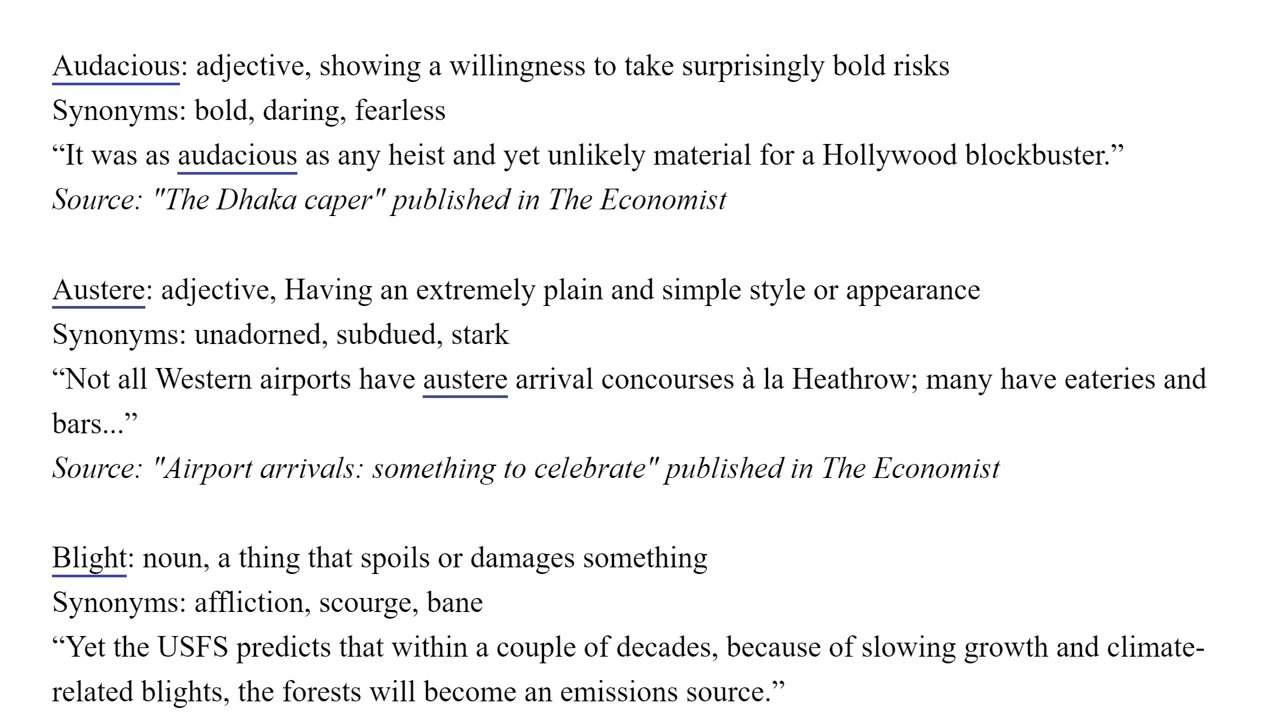 Audacious: adjective, showing a willingness to take surprisingly bold risks
Synonyms: bold, daring, fearless
“It was as audacious as any heist and yet unlikely material for a Hollywood blockbuster.”
Source: "The Dhaka caper" published in The Economist
Austere: adjective, Having an extremely plain and simple style or appearance
Synonyms: unadorned, subdued, stark
“Not all Western airports have austere arrival concourses à la Heathrow; many have eateries and
bars...”
Source: "Airport arrivals: something to celebrate" published in The Economist
Blight: noun, a thing that spoils or damages something
Synonyms: affliction, scourge, bane
“Yet the USFS predicts that within a couple of decades, because of slowing growth and climate-
related blights, the forests will become an emissions source.”